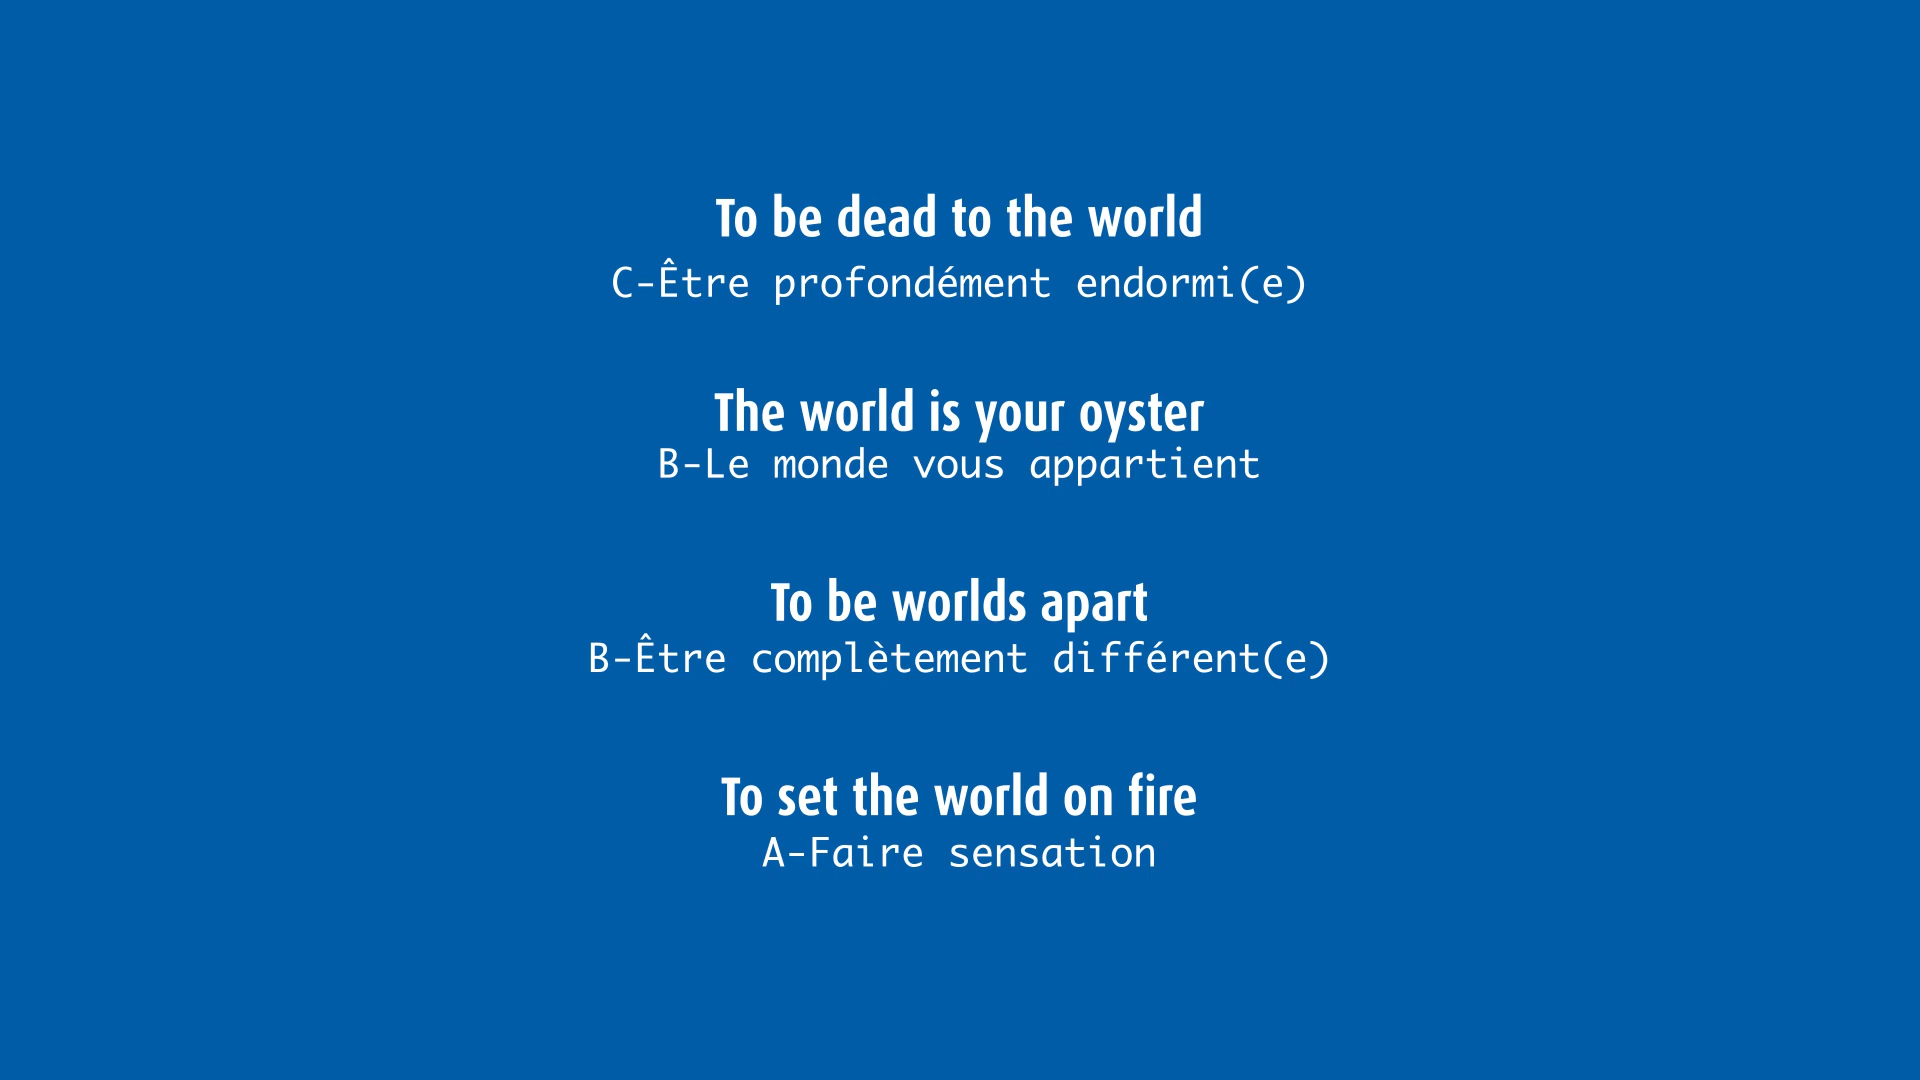 To be dead to the world
C-Être profondément endormi(e)
The world is your oyster
B-Le monde vous appartient
To be worlds apart
B-Être complètement différent(e)
To set the world on fire
A-Faire sensation